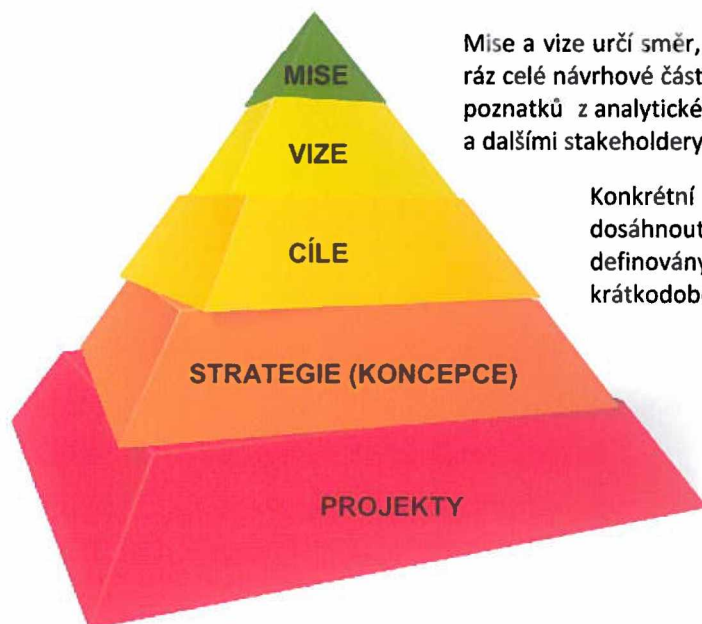 MISE
VIZE
CÍLE
STRATEGIE (KONCEPCE)
PROJEKTY
Mise a vize určí směr,
ráz celé návrhové část
poznatků z analytické
a dalšími stakeholdery
Konkrétní
dosáhnout
definovány
krátkodob